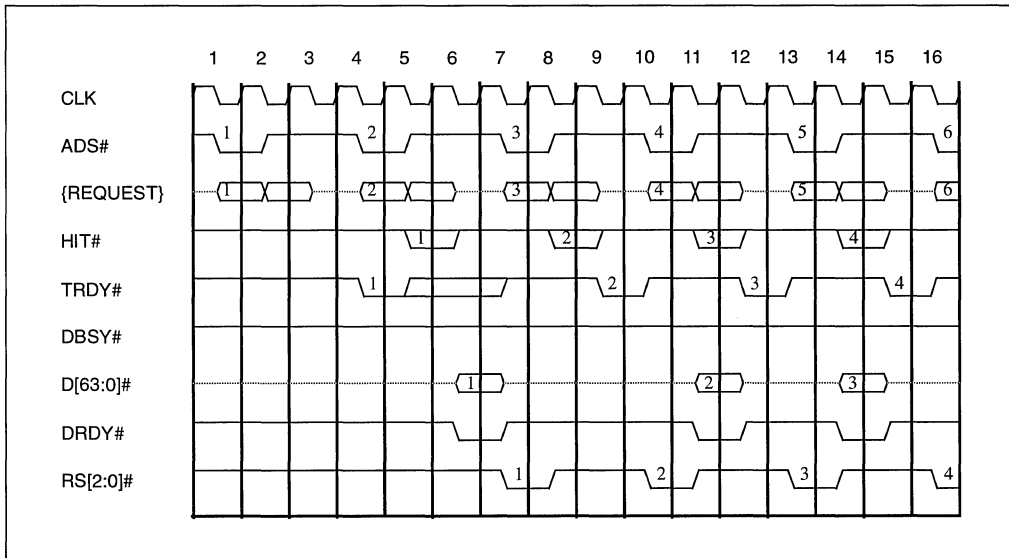 1 2 3 4 5 6 7 8 9 10 11 12 13 14 15 16
CLK
ADS# 1 2 3 4 5 6
{REQUEST} 1 2 3 4 5 6
HIT# 1 2 3 4
TRDY# 1 2 3 4
DBSY#
D[63:0]# 1 2 3
DRDY#
RS[2:0]# 1 2 3 4